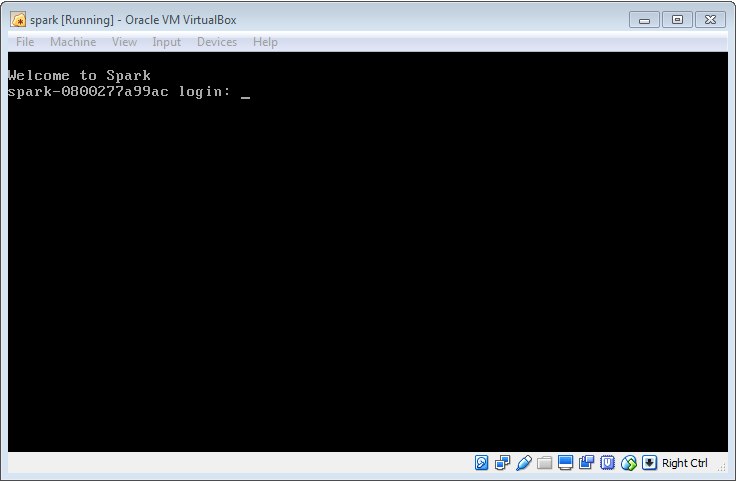 spark [Running] - Oracle VM VirtualBox
File Machine View Input Devices Help
Welcome to Spark
spark-0800277a99ac login: _
Right Ctrl